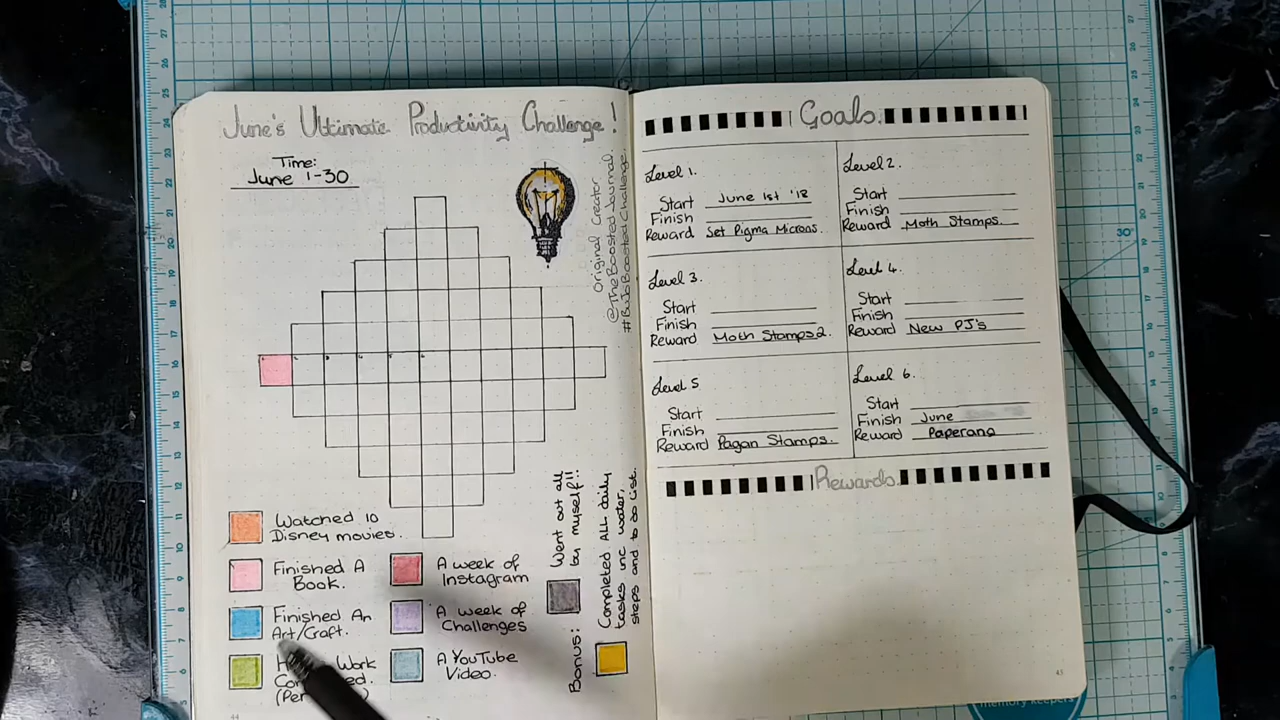 June's Ultimate Productivity Challenge!
Time:
June 1-30
Original Creator
@TheBoostedJournal.
#BuJoBoostedChallenge.
Watched 10
Disney movies.
Finished A
Book.
Finished An
Art/Craft.
Work
A week of
Instagram
A week of
Challenges
A YouTube
Video.
Went out all
by myself!!
Bonus:
Completed ALL daily
tasks inc water,
steps and to do list.
44
Goals.
Level 1.
Start June 1st '18
Finish
Reward Set Pigma Microns.
Level 2.
Start
Finish
Reward Moth Stamps.
Level 3.
Start
Finish
Reward Moth Stamps 2.
Level 4.
Start
Finish
Reward New PJ's
Level 5
Start
Finish
Reward Pagan Stamps.
Level 6.
Start
Finish June
Reward Paperang
Rewards.
45
memory keepers